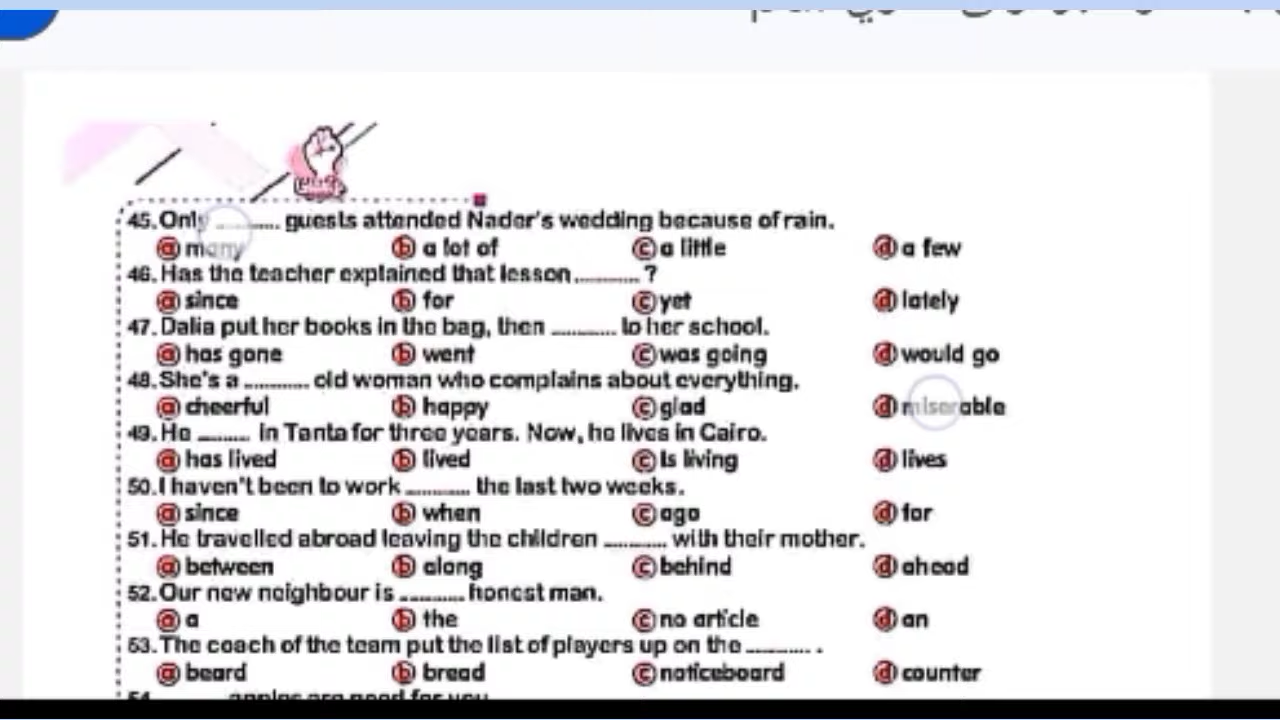 45. Only .......... guests attended Nader's wedding because of rain.
ⓐ many ⓑ a lot of ⓒ a little ⓓ a few
46. Has the teacher explained that lesson .......... ?
ⓐ since ⓑ for ⓒ yet ⓓ lately
47. Dalia put her books in the bag, then .......... to her school.
ⓐ has gone ⓑ went ⓒ was going ⓓ would go
48. She's a .......... old woman who complains about everything.
ⓐ cheerful ⓑ happy ⓒ glad ⓓ miserable
49. He .......... in Tanta for three years. Now, he lives in Cairo.
ⓐ has lived ⓑ lived ⓒ is living ⓓ lives
50. I haven't been to work .......... the last two weeks.
ⓐ since ⓑ when ⓒ ago ⓓ for
51. He travelled abroad leaving the children .......... with their mother.
ⓐ between ⓑ along ⓒ behind ⓓ ahead
52. Our new neighbour is .......... honest man.
ⓐ a ⓑ the ⓒ no article ⓓ an
53. The coach of the team put the list of players up on the .......... .
ⓐ beard ⓑ bread ⓒ noticeboard ⓓ counter
54. .......... apples are good for you